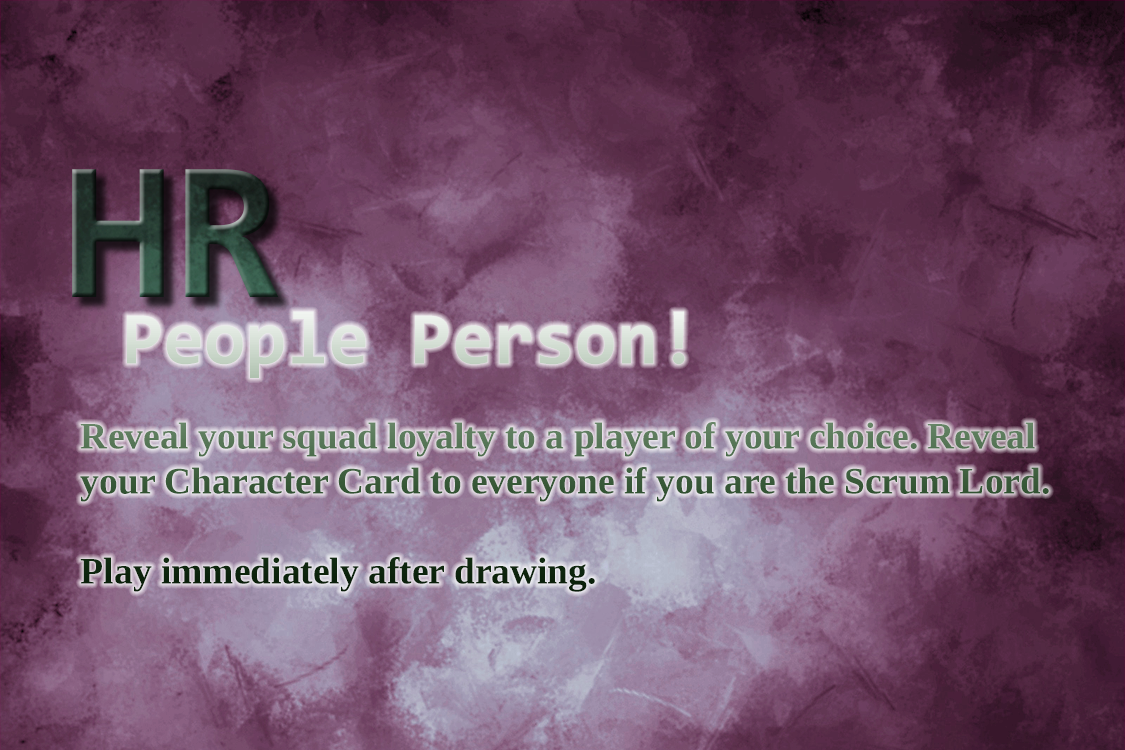 HR
People Person!
Reveal your squad loyalty to a player of your choice. Reveal
your Character Card to everyone if you are the Scrum Lord.
Play immediately after drawing.